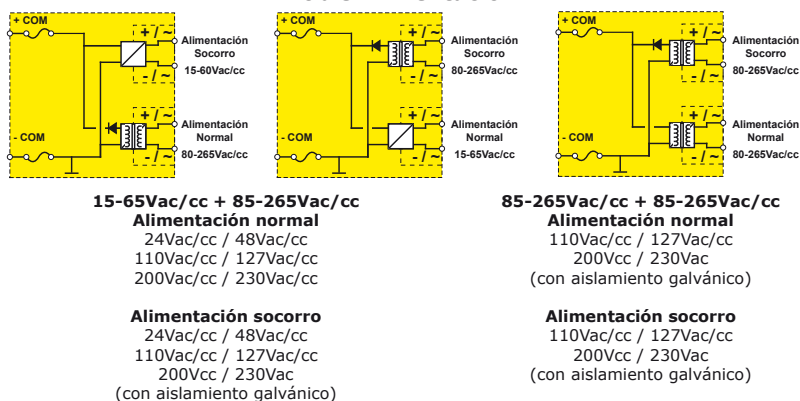 + COM
+ / ~
Alimentación
Socorro
15-60Vac/cc
- / ~
+ / ~
- COM
Alimentación
Normal
80-265Vac/cc
- / ~
+ COM
+ / ~
Alimentación
Socorro
80-265Vac/cc
- / ~
+ / ~
- COM
Alimentación
Normal
15-65Vac/cc
- / ~
+ COM
+ / ~
Alimentación
Socorro
80-265Vac/cc
- / ~
+ / ~
- COM
Alimentación
Normal
80-265Vac/cc
- / ~
15-65Vac/cc + 85-265Vac/cc
Alimentación normal
24Vac/cc / 48Vac/cc
110Vac/cc / 127Vac/cc
200Vac/cc / 230Vac/cc
Alimentación socorro
24Vac/cc / 48Vac/cc
110Vac/cc / 127Vac/cc
200Vcc / 230Vac
(con aislamiento galvánico)
85-265Vac/cc + 85-265Vac/cc
Alimentación normal
110Vac/cc / 127Vac/cc
200Vcc / 230Vac
(con aislamiento galvánico)
Alimentación socorro
110Vac/cc / 127Vac/cc
200Vcc / 230Vac
(con aislamiento galvánico)